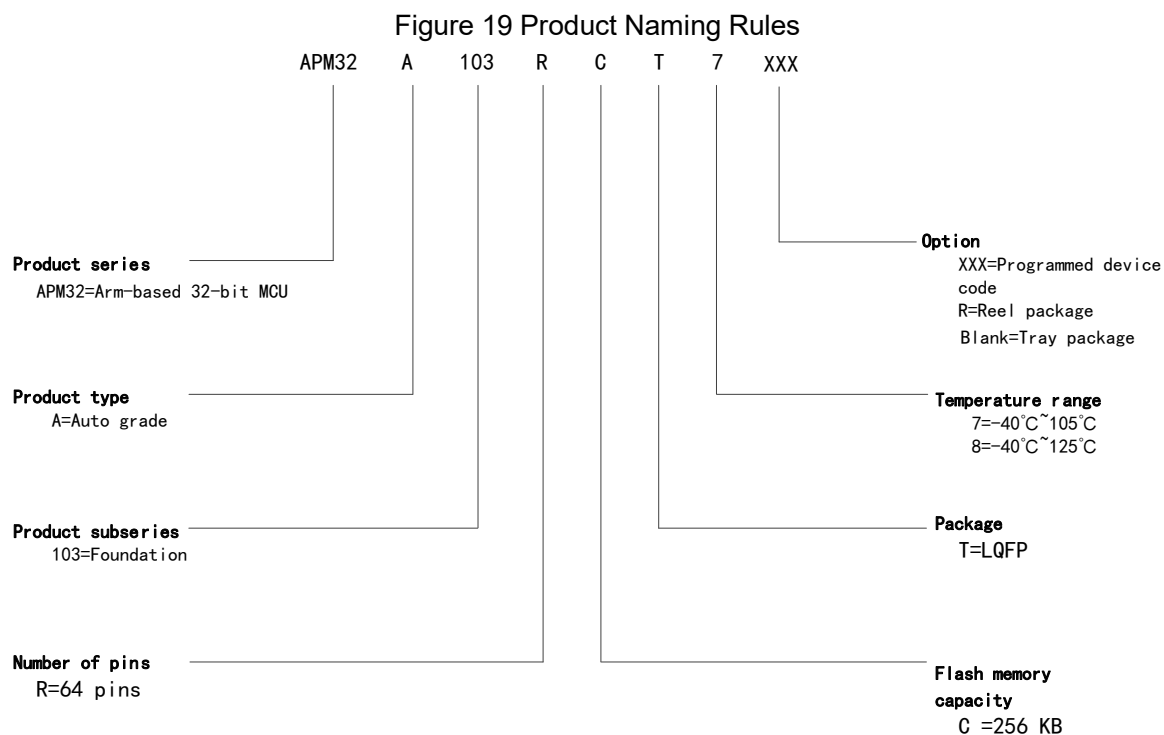 Figure 19 Product Naming Rules
APM32 A 103 R C T 7 XXX
Product series
APM32=Arm-based 32-bit MCU
Product type
A=Auto grade
Product subseries
103=Foundation
Number of pins
R=64 pins
Option
XXX=Programmed device
code
R=Reel package
Blank=Tray package
Temperature range
7=-40℃~105℃
8=-40℃~125℃
Package
T=LQFP
Flash memory
capacity
C =256 KB